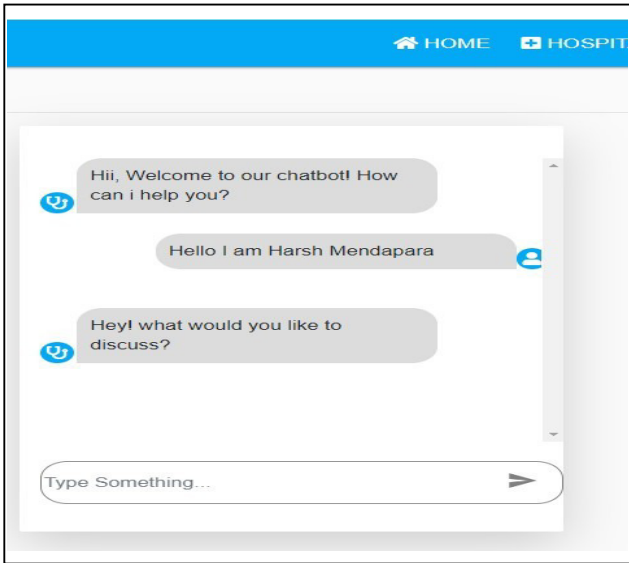 HOME HOSPIT
Hii, Welcome to our chatbot! How
can i help you?
Hello I am Harsh Mendapara
Hey! what would you like to
discuss?
Type Something...